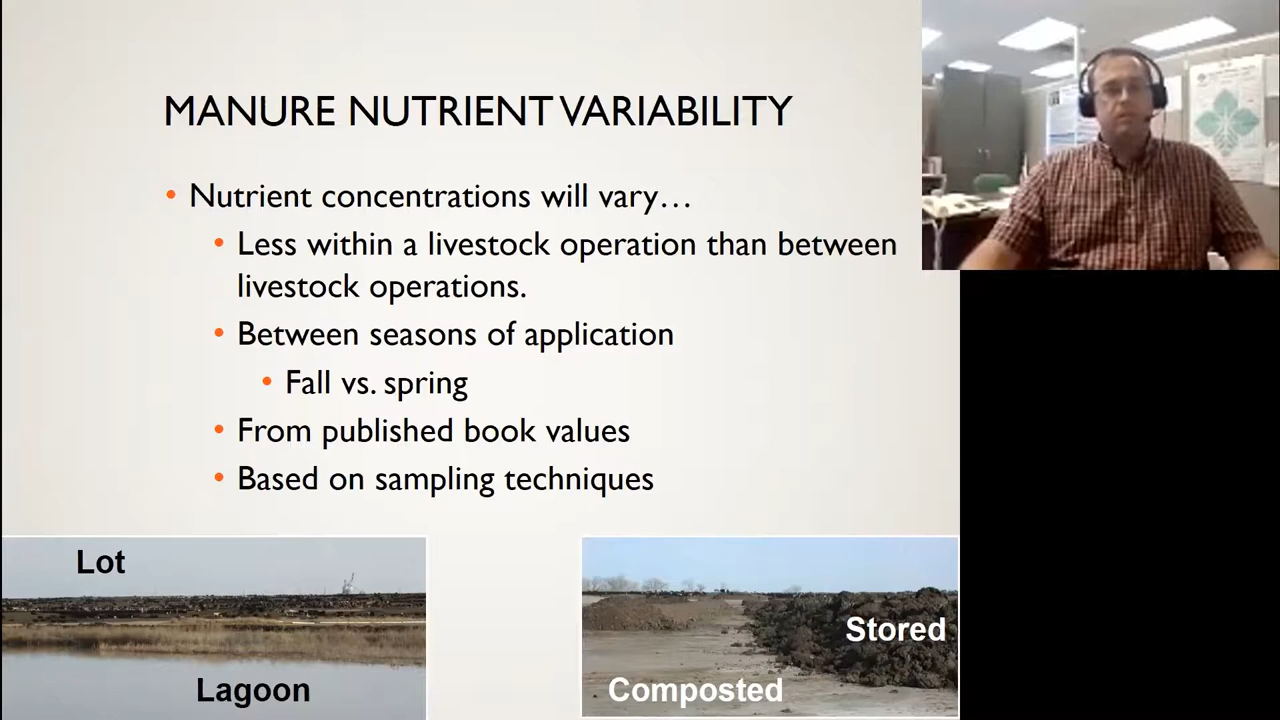 MANURE NUTRIENT VARIABILITY
• Nutrient concentrations will vary…
• Less within a livestock operation than between
livestock operations.
• Between seasons of application
• Fall vs. spring
• From published book values
• Based on sampling techniques
Lot
Lagoon
Stored
Composted